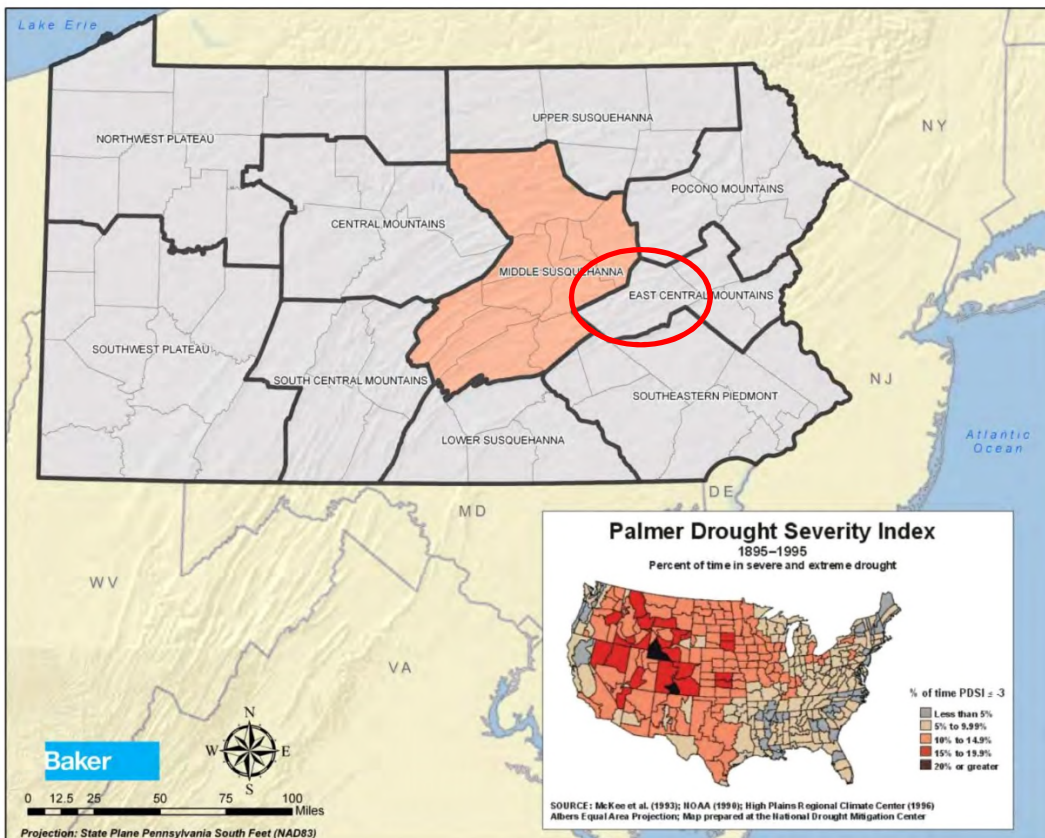 Lake Erie
UPPER SUSQUEHANNA
NY
NORTHWEST PLATEAU
POCONO MOUNTAINS
CENTRAL MOUNTAINS
MIDDLE SUSQUEHANNA
EAST CENTRAL MOUNTAINS
SOUTHWEST PLATEAU
SOUTH CENTRAL MOUNTAINS
NJ
SOUTHEASTERN PIEDMONT
LOWER SUSQUEHANNA
Atlantic
Ocean
DE
MD
WV
VA
Palmer Drought Severity Index
1895–1995
Percent of time in severe and extreme drought
% of time PDSI ≤ -3
Less than 5%
5% to 9.99%
10% to 14.9%
15% to 19.9%
20% or greater
SOURCE: McKee et al. (1993); NOAA (1990); High Plains Regional Climate Center (1996)
Albers Equal Area Projection; Map prepared at the National Drought Mitigation Center
N
W E
S
Baker
0 12.5 25 50 75 100
Miles
Projection: State Plane Pennsylvania South Feet (NAD83)